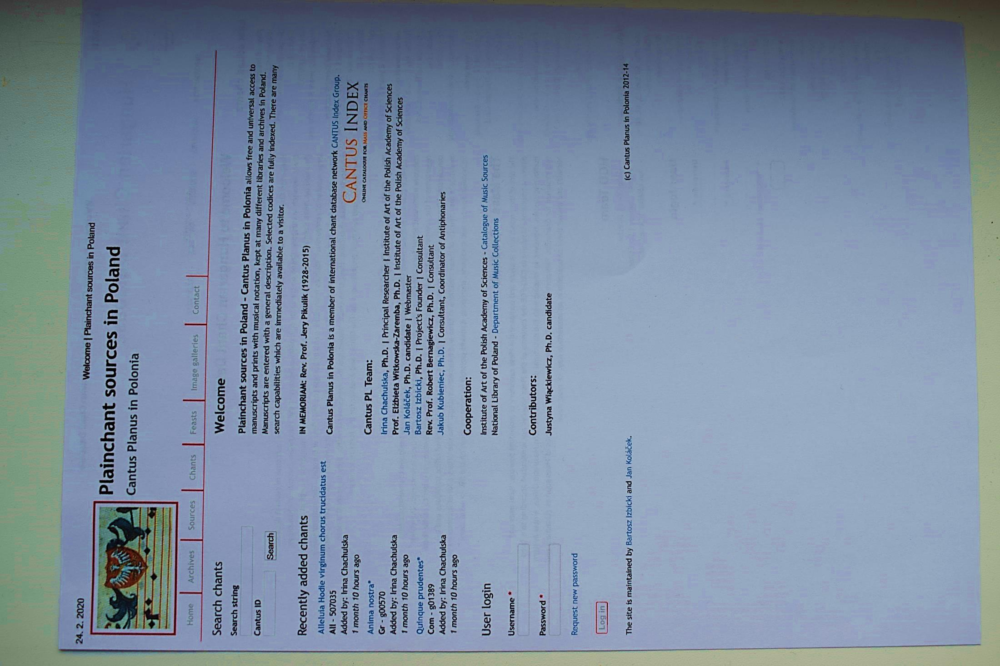 24. 2. 2020
Welcome | Plainchant sources in Poland
Plainchant sources in Poland
Cantus Planus in Polonia
Home
Archives
Sources
Chants
Feasts
Image galleries
Contact
Search chants
Search string
Cantus ID
Search
Recently added chants
Alleluia Hodie virginum chorus trucidatus est
All - 507035
Added by: Irina Chachulska
1 month 10 hours ago
Anima nostra*
Gr - g00570
Added by: Irina Chachulska
1 month 10 hours ago
Quinque prudentes*
Com - g01389
Added by: Irina Chachulska
1 month 10 hours ago
User login
Username *
Password *
Request new password
Log in
Welcome
Plainchant sources in Poland - Cantus Planus in Polonia allows free and universal access to
manuscripts and prints with musical notation, kept at many different libraries and archives in Poland.
Manuscripts are entered with a general description. Selected codices are fully indexed. There are many
search capabilities which are immediately available to a visitor.
IN MEMORIAM: Rev. Prof. Jery Pikulik (1928-2015)
Cantus Planus in Polonia is a member of international chant database network CANTUS Index Group.
CANTUS INDEX
ONLINE CATALOGUE FOR MASS AND OFFICE CHANTS
Cantus PL Team:
Irina Chachulska, Ph.D. | Principal Researcher | Institute of Art of the Polish Academy of Sciences
Prof. Elżbieta Witkowska-Zaremba, Ph.D. | Institute of Art of the Polish Academy of Sciences
Jan Koláček, Ph.D. candidate | Webmaster
Bartosz Izbicki, Ph.D. | Project's Founder | Consultant
Rev. Prof. Robert Bernagiewicz, Ph.D. | Consultant
Jakub Kubieniec, Ph.D. | Consultant, Coordinator of Antiphonaries
Cooperation:
Institute of Art of the Polish Academy of Sciences - Catalogue of Music Sources
National Library of Poland - Department of Music Collections
Contributors:
Justyna Wiąckiewicz, Ph.D. candidate
The site is maintained by Bartosz Izbicki and Jan Koláček.
(c) Cantus Planus in Polonia 2012-14